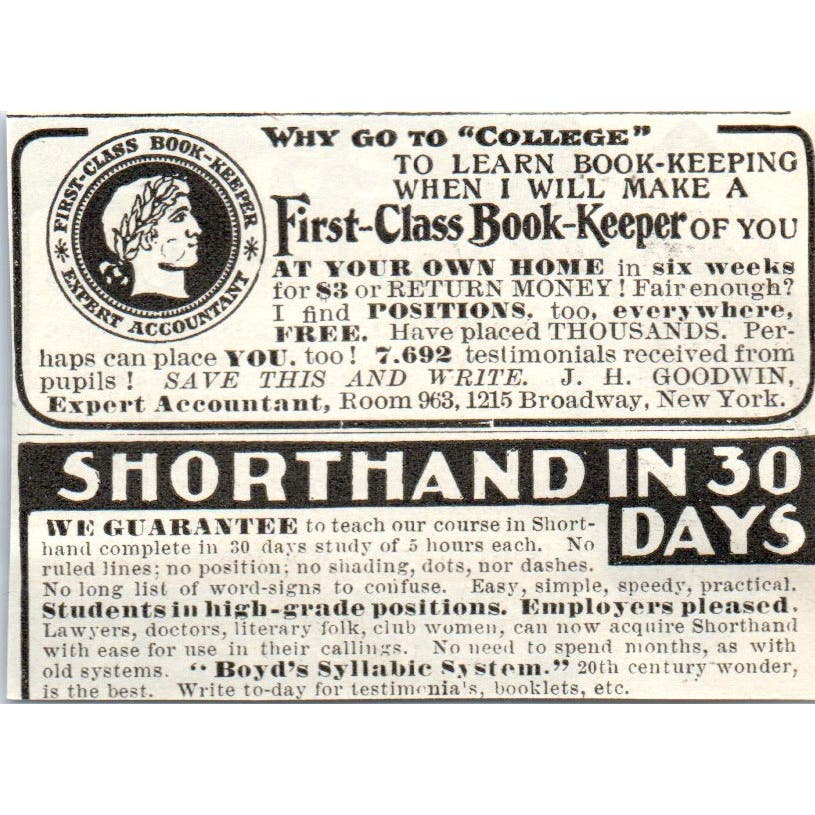 FIRST-CLASS BOOK-KEEPER
EXPERT ACCOUNTANT
WHY GO TO "COLLEGE"
TO LEARN BOOK-KEEPING
WHEN I WILL MAKE A
First-Class Book-Keeper OF YOU
AT YOUR OWN HOME in six weeks
for $3 or RETURN MONEY! Fair enough?
I find POSITIONS, too, everywhere,
FREE. Have placed THOUSANDS. Per-
haps can place YOU, too! 7,692 testimonials received from
pupils! SAVE THIS AND WRITE. J. H. GOODWIN,
Expert Accountant, Room 963, 1215 Broadway, New York.
SHORTHAND IN 30
DAYS
WE GUARANTEE to teach our course in Short-
hand complete in 30 days study of 5 hours each. No
ruled lines; no position; no shading, dots, nor dashes.
No long list of word-signs to confuse. Easy, simple, speedy, practical.
Students in high-grade positions. Employers pleased.
Lawyers, doctors, literary folk, club women, can now acquire Shorthand
with ease for use in their callings. No need to spend months, as with
old systems. "Boyd's Syllabic System." 20th century wonder,
is the best. Write to-day for testimonia's, booklets, etc.